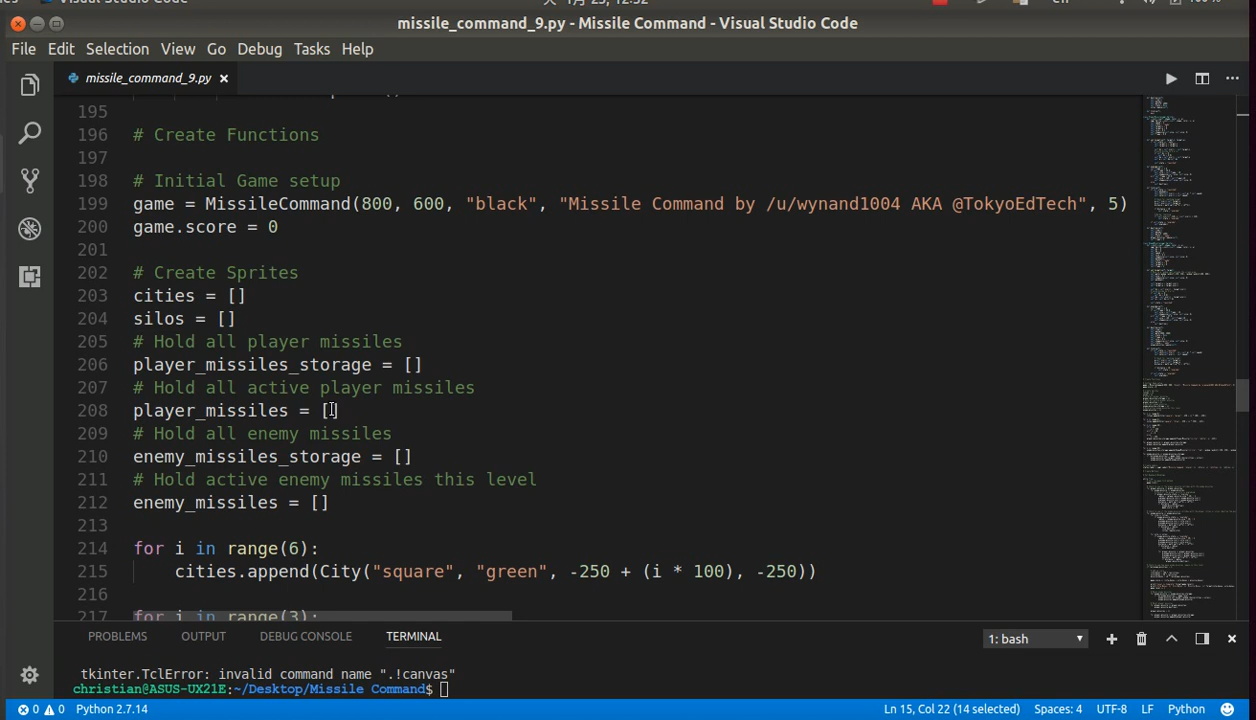 missile_command_9.py - Missile Command - Visual Studio Code
File Edit Selection View Go Debug Tasks Help
missile_command_9.py
195
196 # Create Functions
197
198 # Initial Game setup
199 game = MissileCommand(800, 600, "black", "Missile Command by /u/wynand1004 AKA @TokyoEdTech", 5)
200 game.score = 0
201
202 # Create Sprites
203 cities = []
204 silos = []
205 # Hold all player missiles
206 player_missiles_storage = []
207 # Hold all active player missiles
208 player_missiles = []
209 # Hold all enemy missiles
210 enemy_missiles_storage = []
211 # Hold active enemy missiles this level
212 enemy_missiles = []
213
214 for i in range(6):
215 cities.append(City("square", "green", -250 + (i * 100), -250))
216
217 for i in range(3):
PROBLEMS OUTPUT DEBUG CONSOLE TERMINAL 1: bash
tkinter.TclError: invalid command name ".!canvas"
christian@ASUS-UX21E:~/Desktop/Missile Command$
0 0 Python 2.7.14 Ln 15, Col 22 (14 selected) Spaces: 4 UTF-8 LF Python